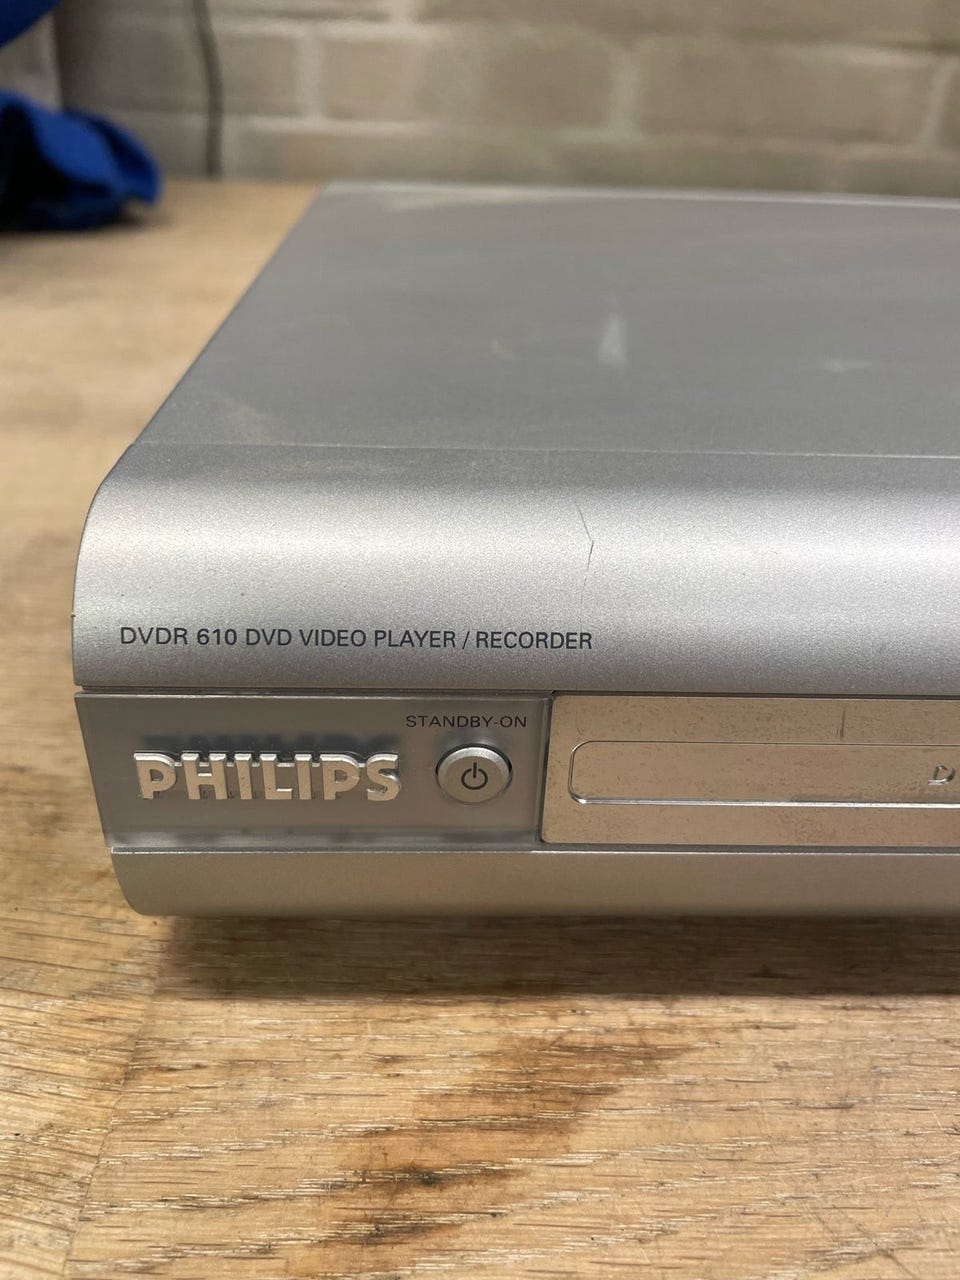 DVDR 610 DVD VIDEO PLAYER / RECORDER
STANDBY-ON
PHILIPS